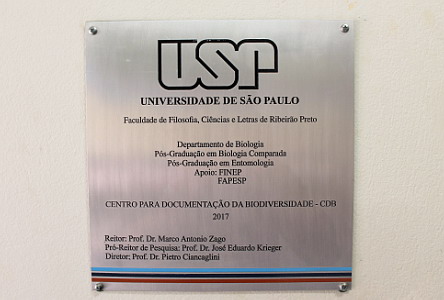 USP
UNIVERSIDADE DE SÃO PAULO
Faculdade de Filosofia, Ciências e Letras de Ribeirão Preto
Departamento de Biologia
Pós-Graduação em Biologia Comparada
Pós-Graduação em Entomologia
Apoio: FINEP
FAPESP
CENTRO PARA DOCUMENTAÇÃO DA BIODIVERSIDADE - CDB
2017
Reitor: Prof. Dr. Marco Antonio Zago
Pró-Reitor de Pesquisa: Prof. Dr. José Eduardo Krieger
Diretor: Prof. Dr. Pietro Ciancaglini